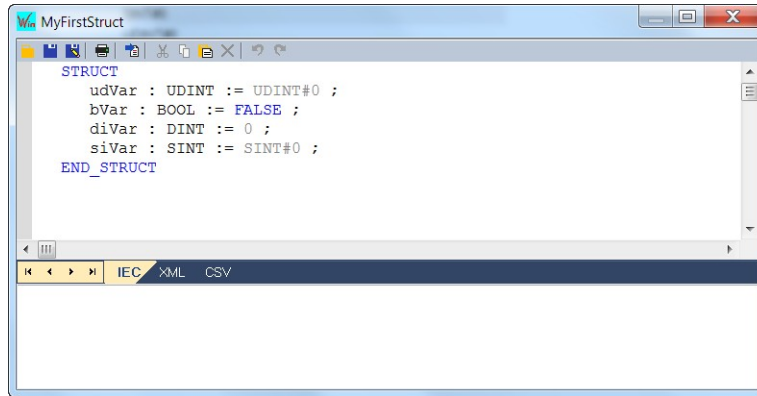 Win MyFirstStruct
STRUCT
udVar : UDINT := UDINT#0 ;
bVar : BOOL := FALSE ;
diVar : DINT := 0 ;
siVar : SINT := SINT#0 ;
END_STRUCT
IEC XML CSV